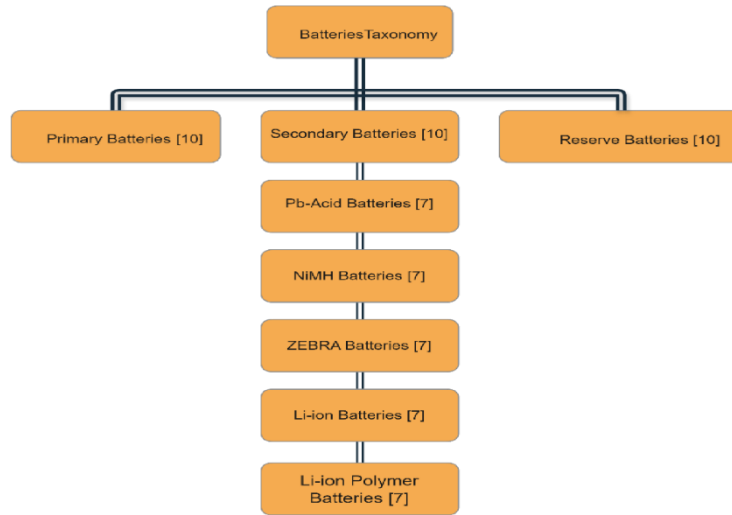 BatteriesTaxonomy
Primary Batteries [10]
Secondary Batteries [10]
Reserve Batteries [10]
Pb-Acid Batteries [7]
NiMH Batteries [7]
ZEBRA Batteries [7]
Li-ion Batteries [7]
Li-ion Polymer
Batteries [7]